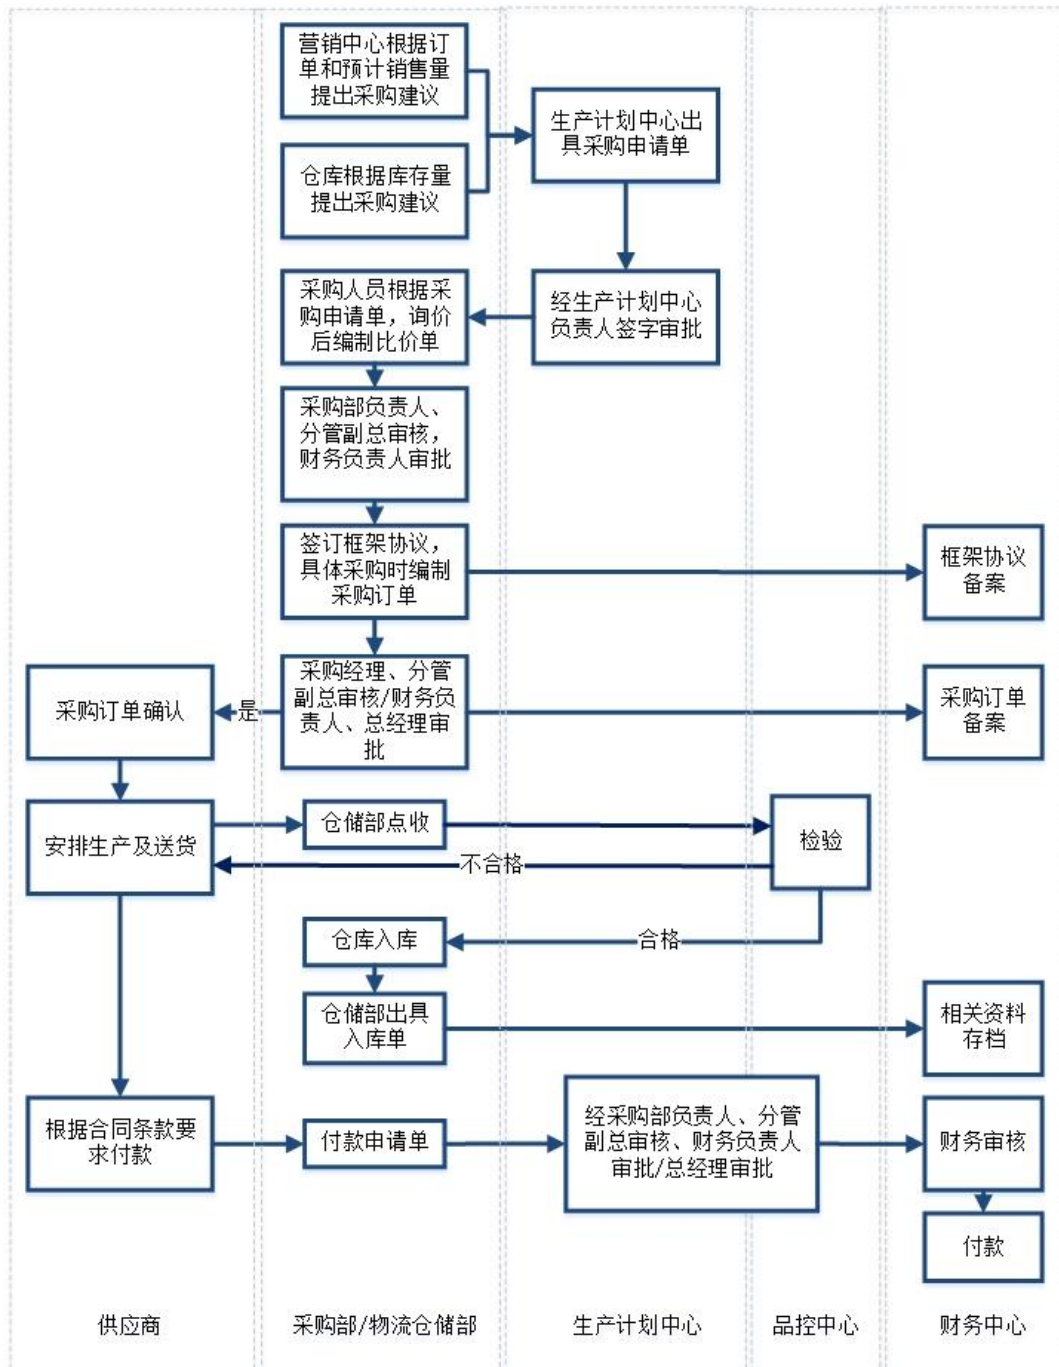 营销中心根据订
单和预计销售量
提出采购建议
生产计划中心出
具采购申请单
仓库根据库存量
提出采购建议
采购人员根据采
购申请单，询价
后编制比价单
经生产计划中心
负责人签字审批
采购部负责人、
分管副总审核，
财务负责人审批
签订框架协议，
具体采购时编制
采购订单
框架协议
备案
采购经理、分管
副总审核/财务负
责人、总经理审
批
是
采购订单确认
采购订单
备案
安排生产及送货
仓储部点收
检验
不合格
仓库入库
合格
仓储部出具
入库单
相关资料
存档
根据合同条款要
求付款
付款申请单
经采购部负责人、分管
副总审核、财务负责人
审批/总经理审批
财务审核
付款
供应商
采购部/物流仓储部
生产计划中心
品控中心
财务中心